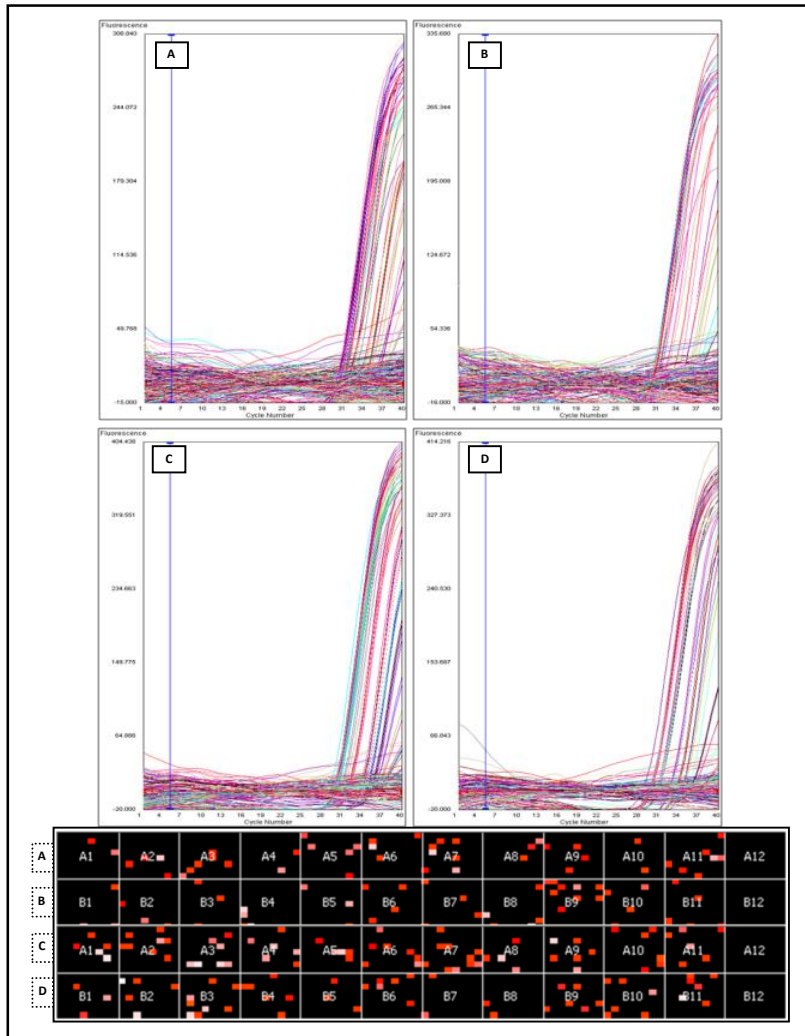 Fluorescence
308.840
A
244.072
179.304
114.536
49.768
-15.000
1 4 7 10 13 16 19 22 25 28 31 34 37 40
Cycle Number
Fluorescence
335.680
B
265.344
195.008
124.672
54.336
-16.000
1 4 7 10 13 16 19 22 25 28 31 34 37 40
Cycle Number
Fluorescence
404.438
C
319.551
234.663
149.775
64.888
-20.000
1 4 7 10 13 16 19 22 25 28 31 34 37 40
Cycle Number
Fluorescence
414.216
D
327.373
240.530
153.687
66.843
-20.000
1 4 7 10 13 16 19 22 25 28 31 34 37 40
Cycle Number
A A1 A2 A3 A4 A5 A6 A7 A8 A9 A10 A11 A12
B B1 B2 B3 B4 B5 B6 B7 B8 B9 B10 B11 B12
C A1 A2 A3 A4 A5 A6 A7 A8 A9 A10 A11 A12
D B1 B2 B3 B4 B5 B6 B7 B8 B9 B10 B11 B12